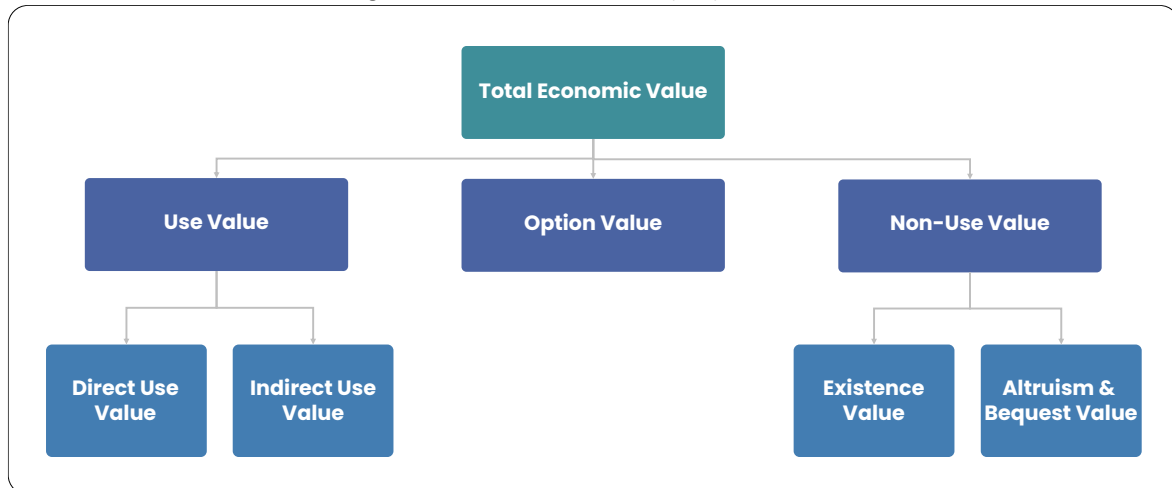 Total Economic Value
Use Value
Option Value
Non-Use Value
Direct Use
Value
Indirect Use
Value
Existence
Value
Altruism &
Bequest Value